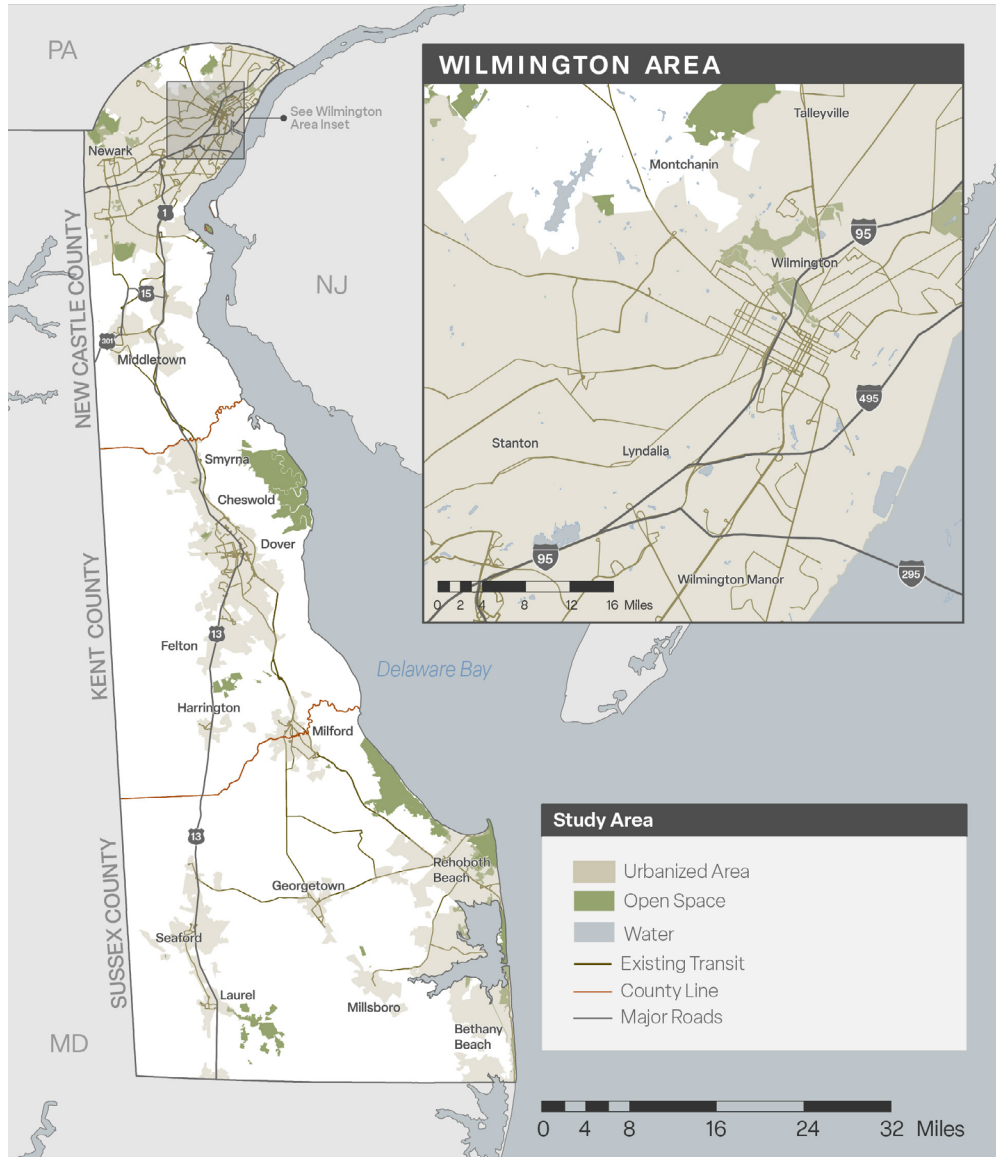 PA
WILMINGTON AREA
See Wilmington
Area Inset
Newark
1
NJ
15
301
Middletown
NEW CASTLE COUNTY
Talleyville
Montchanin
95
Wilmington
495
Stanton
Lyndalia
95
Wilmington Manor
295
0 2 4 8 12 16 Miles
Smyrna
Cheswold
Dover
KENT COUNTY
13
Felton
Delaware Bay
Harrington
Milford
13
SUSSEX COUNTY
Rehoboth
Beach
Georgetown
Seaford
Laurel
Millsboro
Bethany
Beach
MD
Study Area
Urbanized Area
Open Space
Water
Existing Transit
County Line
Major Roads
0 4 8 16 24 32 Miles